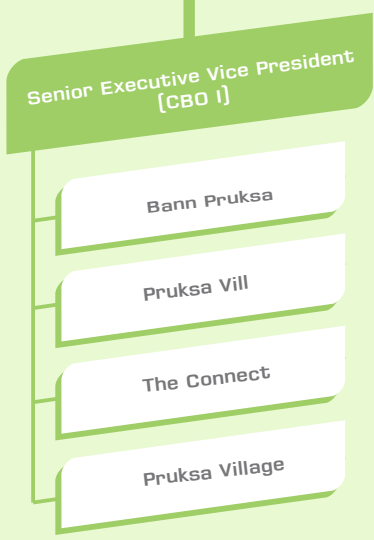 Senior Executive Vice President
(CBO I)
Bann Pruksa
Pruksa Vill
The Connect
Pruksa Village